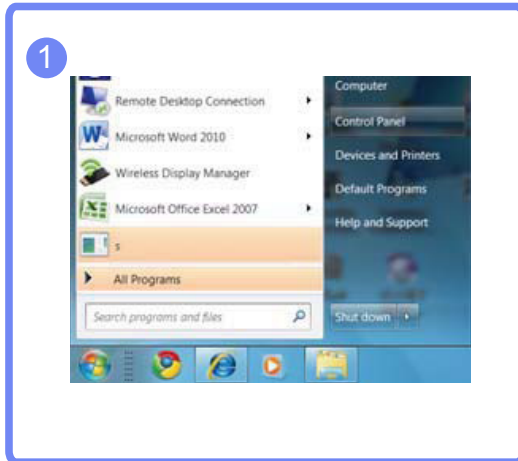 1
Remote Desktop Connection
Microsoft Word 2010
Wireless Display Manager
Microsoft Office Excel 2007
s
All Programs
Search programs and files
Computer
Control Panel
Devices and Printers
Default Programs
Help and Support
Shut down